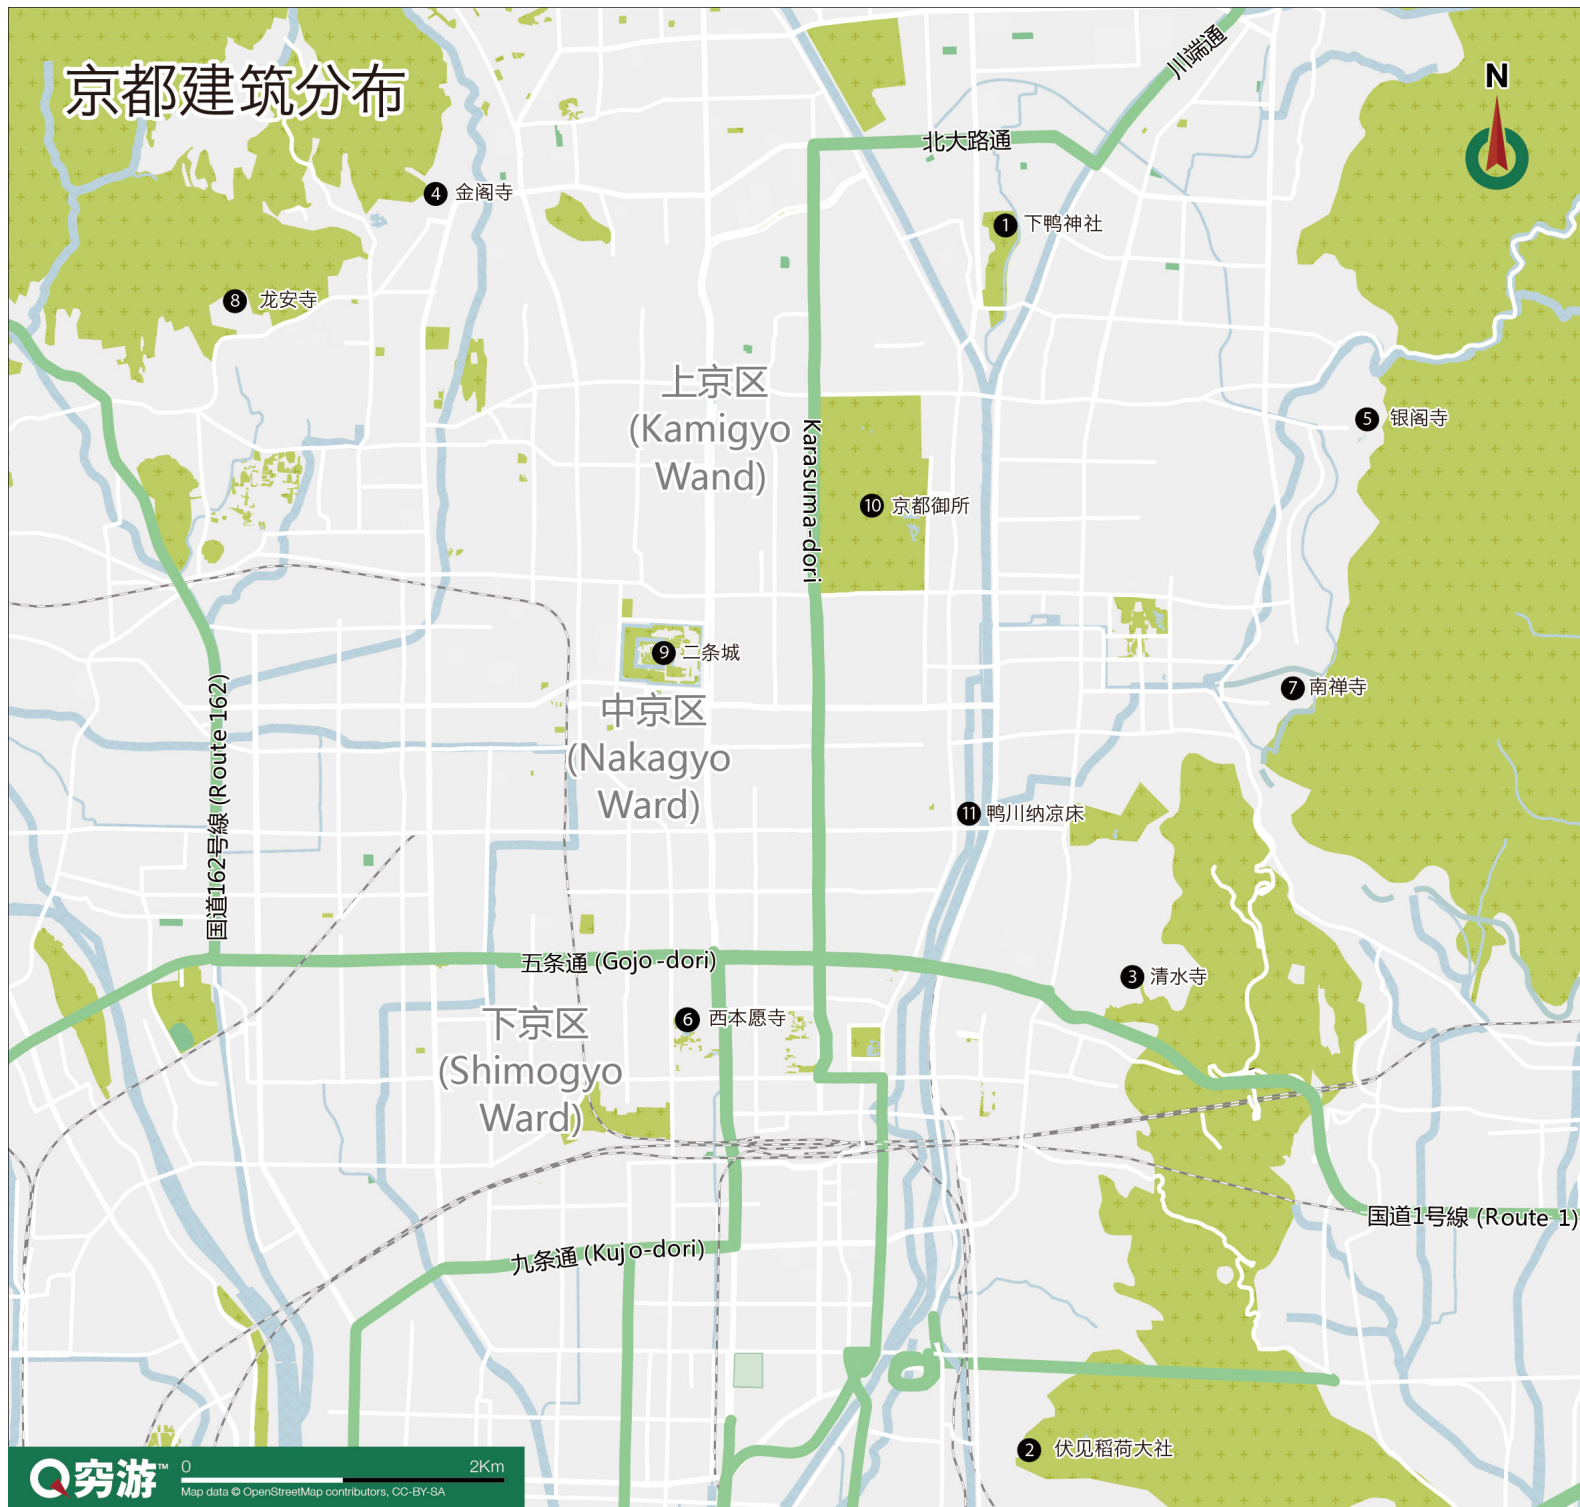 京都建筑分布
川端通
N
北大路通
4 金阁寺
1 下鸭神社
8 龙安寺
上京区
(Kamigyo
Wand)
Karasuma-dori
5 银阁寺
10 京都御所
9 二条城
7 南禅寺
中京区
(Nakagyo
Ward)
国道162号線 (Route 162)
11 鸭川纳凉床
五条通 (Gojo-dori)
3 清水寺
下京区
(Shimogyo
Ward)
6 西本愿寺
国道1号線 (Route 1)
九条通 (Kujo-dori)
2 伏见稻荷大社
穷游™
0 2Km
Map data © OpenStreetMap contributors, CC-BY-SA